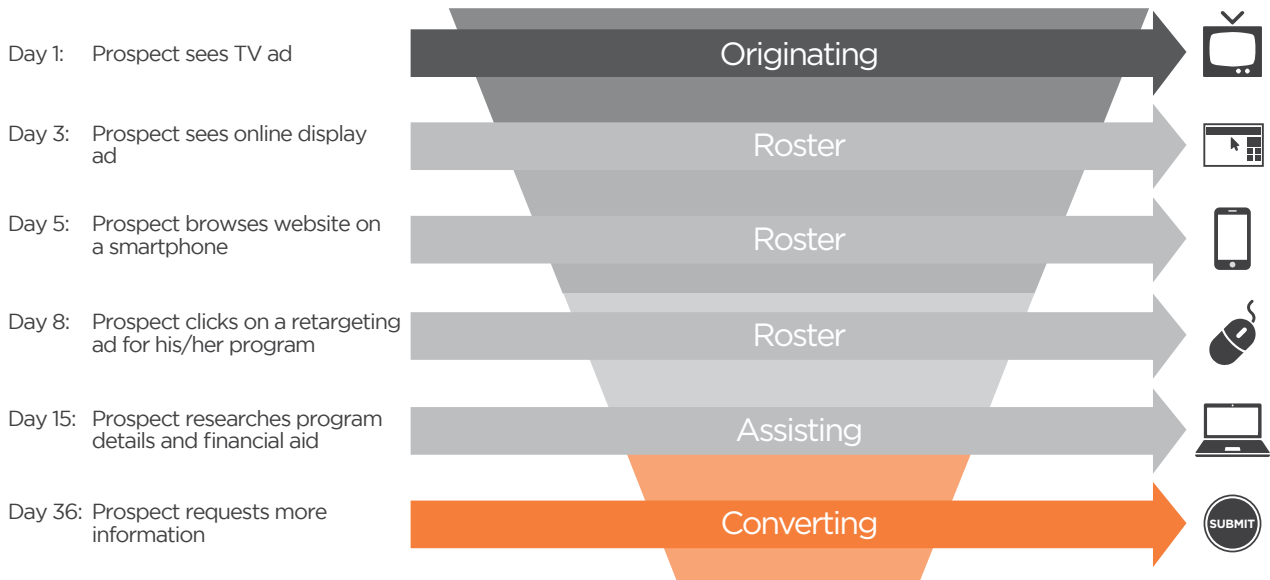 Day 1: Prospect sees TV ad
Originating
Day 3: Prospect sees online display
ad
Roster
Day 5: Prospect browses website on
a smartphone
Roster
Day 8: Prospect clicks on a retargeting
ad for his/her program
Roster
Day 15: Prospect researches program
details and financial aid
Assisting
Day 36: Prospect requests more
information
Converting
SUBMIT